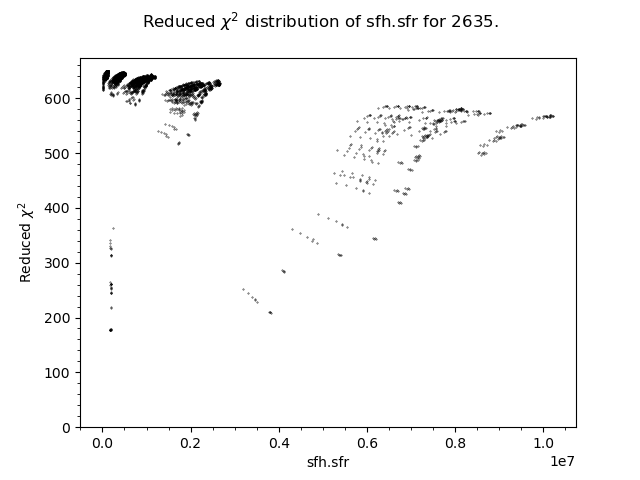 Reduced χ² distribution of sfh.sfr for 2635.
Reduced χ²
600
500
400
300
200
100
0
0.0 0.2 0.4 0.6 0.8 1.0
1e7
sfh.sfr